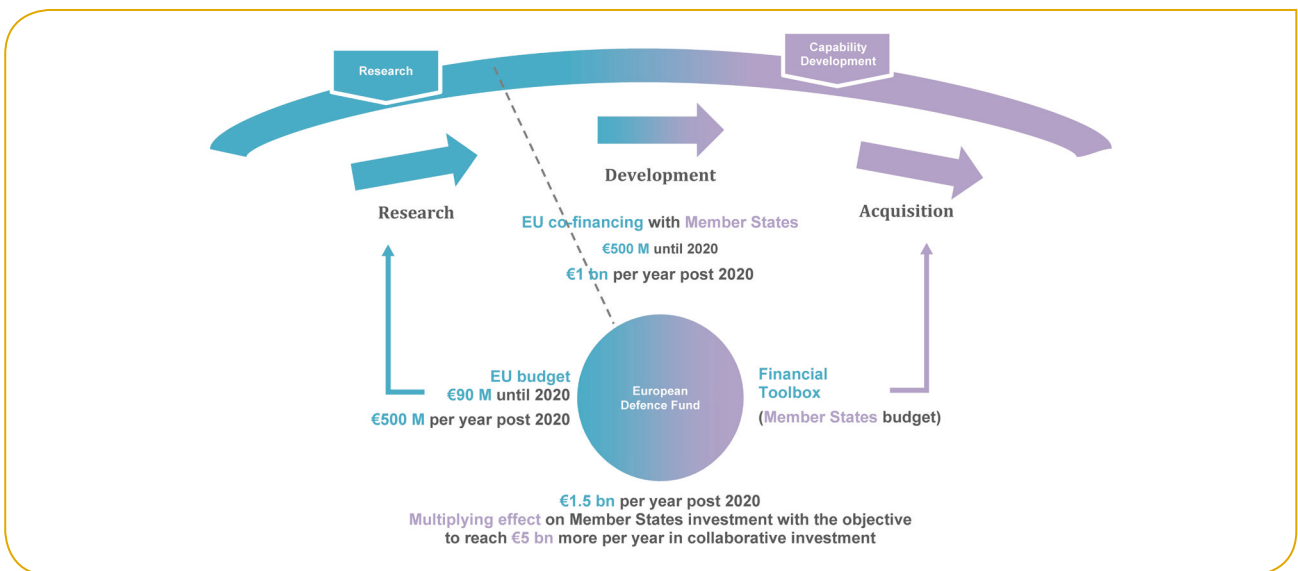 Research
Capability
Development
Research
Development
Acquisition
EU co-financing with Member States
€500 M until 2020
€1 bn per year post 2020
EU budget
€90 M until 2020
€500 M per year post 2020
European
Defence Fund
Financial
Toolbox
(Member States budget)
€1.5 bn per year post 2020
Multiplying effect on Member States investment with the objective
to reach €5 bn more per year in collaborative investment